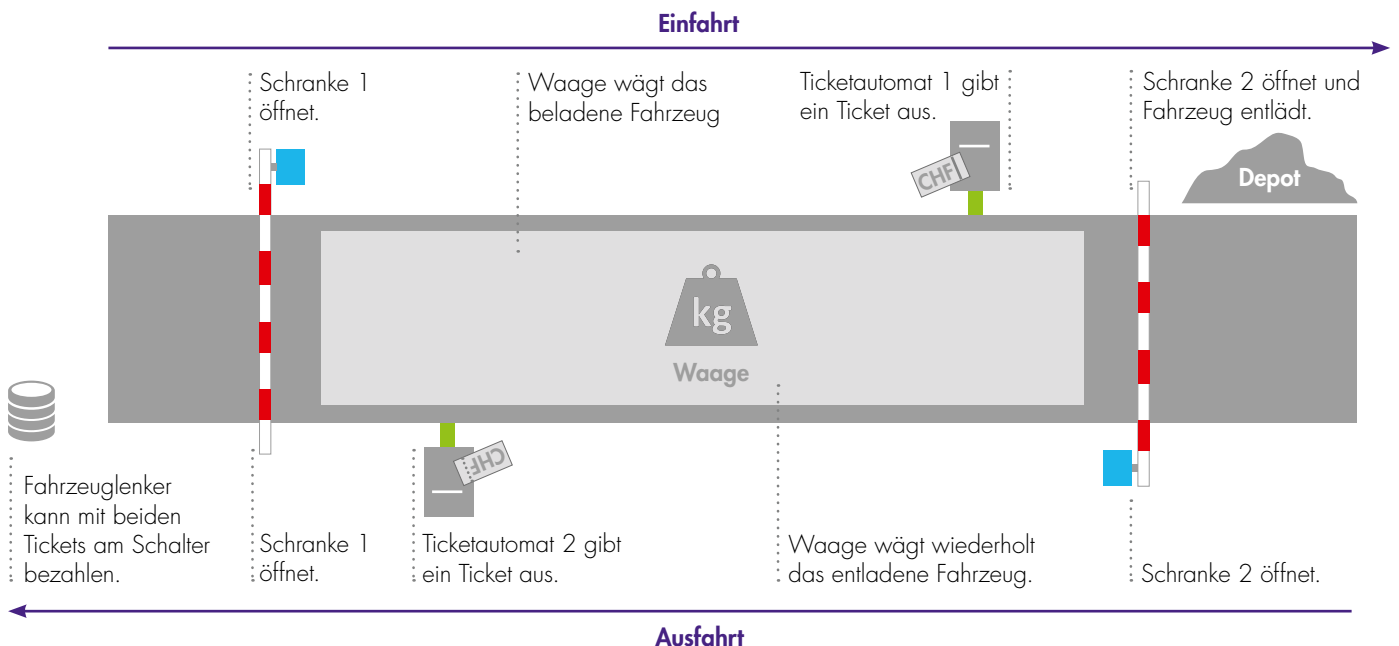 Einfahrt
Schranke 1
öffnet.
Waage wägt das
beladene Fahrzeug
Ticketautomat 1 gibt
ein Ticket aus.
Schranke 2 öffnet und
Fahrzeug entlädt.
CHF
Depot
kg
Waage
CHF
Fahrzeuglenker
kann mit beiden
Tickets am Schalter
bezahlen.
Schranke 1
öffnet.
Ticketautomat 2 gibt
ein Ticket aus.
Waage wägt wiederholt
das entladene Fahrzeug.
Schranke 2 öffnet.
Ausfahrt